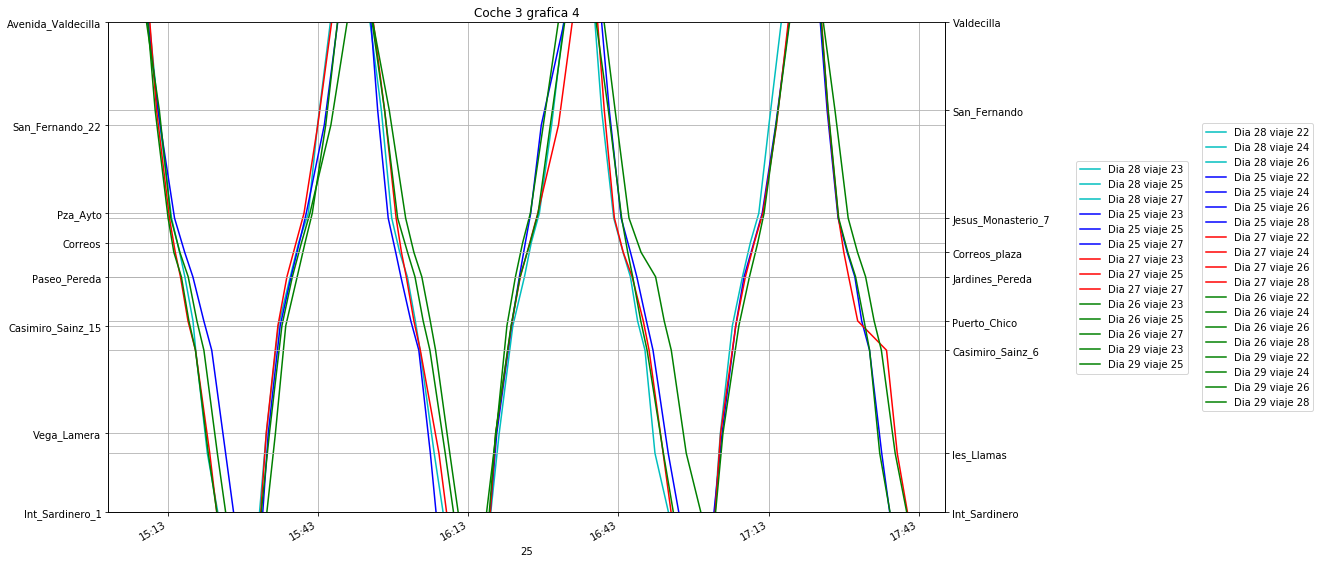 Coche 3 grafica 4
Avenida_Valdecilla
San_Fernando_22
Pza_Ayto
Correos
Paseo_Pereda
Casimiro_Sainz_15
Vega_Lamera
Int_Sardinero_1
Valdecilla
San_Fernando
Jesus_Monasterio_7
Correos_plaza
Jardines_Pereda
Puerto_Chico
Casimiro_Sainz_6
Ies_Llamas
Int_Sardinero
15:13
15:43
16:13
16:43
17:13
17:43
25
Dia 28 viaje 23
Dia 28 viaje 25
Dia 28 viaje 27
Dia 25 viaje 23
Dia 25 viaje 25
Dia 25 viaje 27
Dia 27 viaje 23
Dia 27 viaje 25
Dia 27 viaje 27
Dia 26 viaje 23
Dia 26 viaje 25
Dia 26 viaje 27
Dia 29 viaje 23
Dia 29 viaje 25
Dia 28 viaje 22
Dia 28 viaje 24
Dia 28 viaje 26
Dia 25 viaje 22
Dia 25 viaje 24
Dia 25 viaje 26
Dia 25 viaje 28
Dia 27 viaje 22
Dia 27 viaje 24
Dia 27 viaje 26
Dia 27 viaje 28
Dia 26 viaje 22
Dia 26 viaje 24
Dia 26 viaje 26
Dia 26 viaje 28
Dia 29 viaje 22
Dia 29 viaje 24
Dia 29 viaje 26
Dia 29 viaje 28